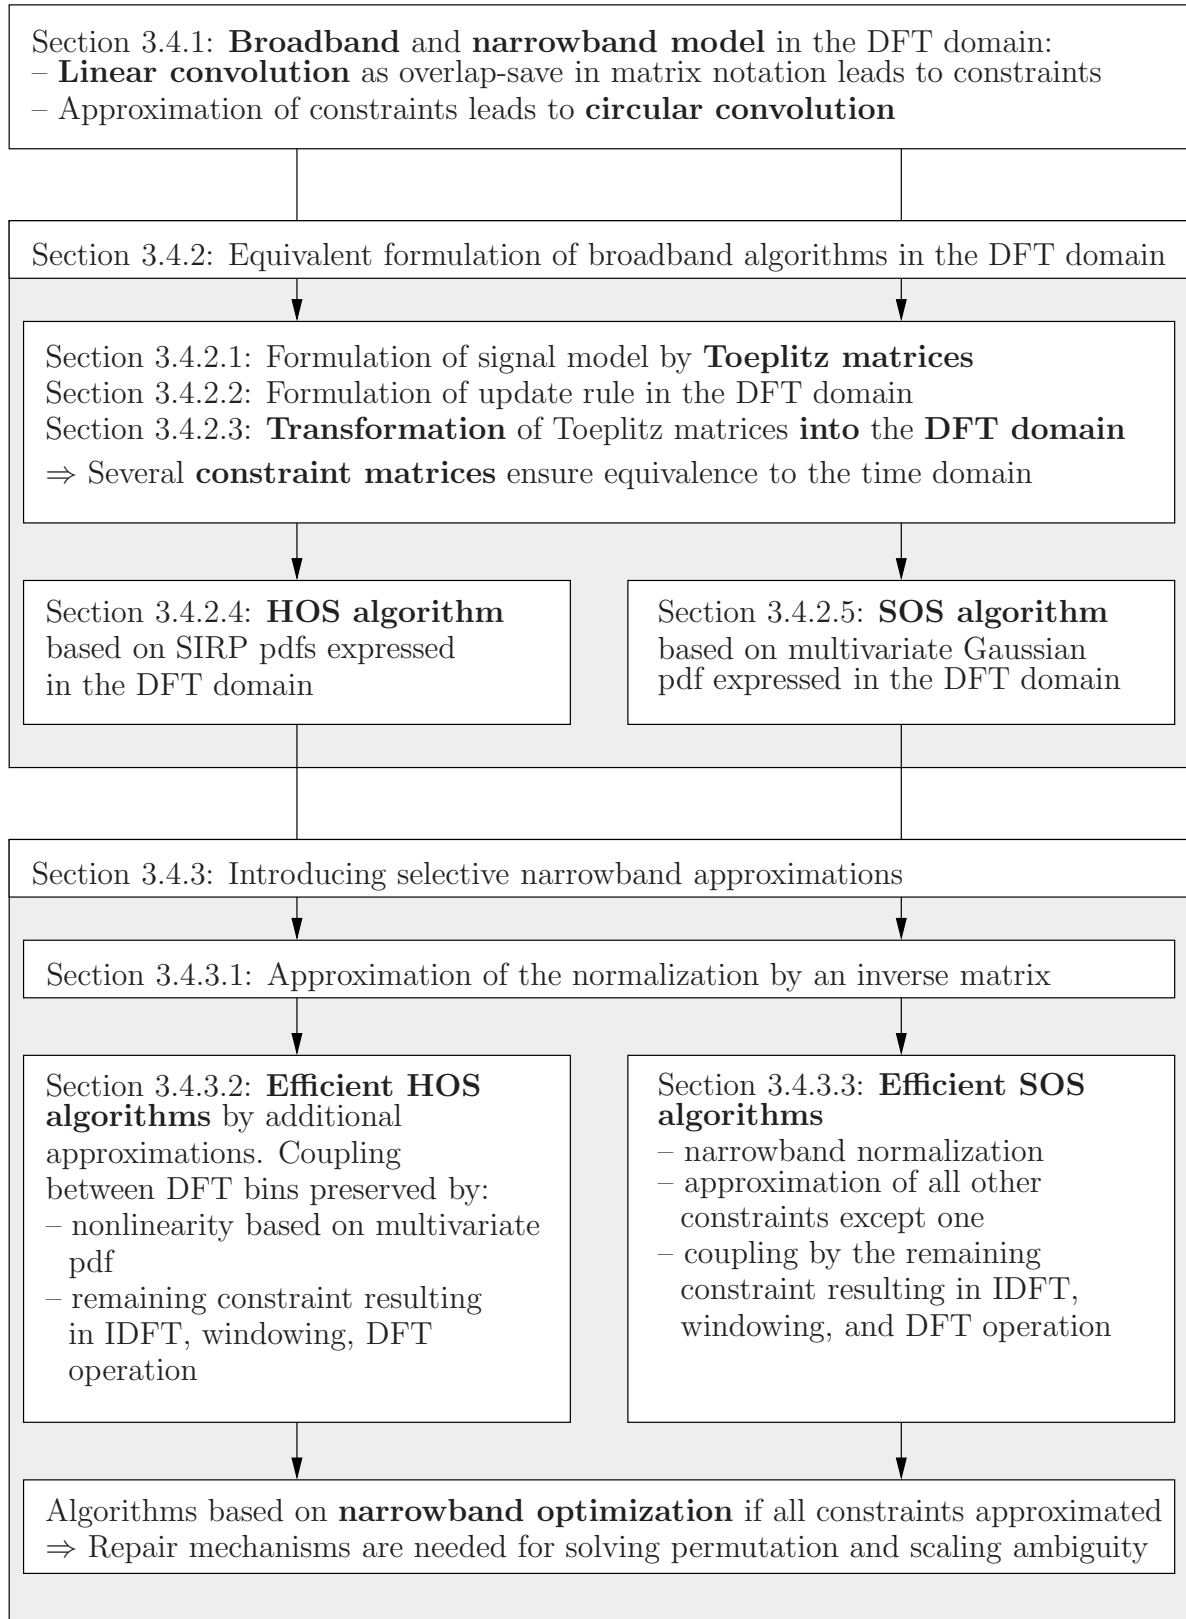 Section 3.4.1: Broadband and narrowband model in the DFT domain:
– Linear convolution as overlap-save in matrix notation leads to constraints
– Approximation of constraints leads to circular convolution
Section 3.4.2: Equivalent formulation of broadband algorithms in the DFT domain
Section 3.4.2.1: Formulation of signal model by Toeplitz matrices
Section 3.4.2.2: Formulation of update rule in the DFT domain
Section 3.4.2.3: Transformation of Toeplitz matrices into the DFT domain
⇒ Several constraint matrices ensure equivalence to the time domain
Section 3.4.2.4: HOS algorithm
based on SIRP pdfs expressed
in the DFT domain
Section 3.4.2.5: SOS algorithm
based on multivariate Gaussian
pdf expressed in the DFT domain
Section 3.4.3: Introducing selective narrowband approximations
Section 3.4.3.1: Approximation of the normalization by an inverse matrix
Section 3.4.3.2: Efficient HOS
algorithms by additional
approximations. Coupling
between DFT bins preserved by:
– nonlinearity based on multivariate
pdf
– remaining constraint resulting
in IDFT, windowing, DFT
operation
Section 3.4.3.3: Efficient SOS
algorithms
– narrowband normalization
– approximation of all other
constraints except one
– coupling by the remaining
constraint resulting in IDFT,
windowing, and DFT operation
Algorithms based on narrowband optimization if all constraints approximated
⇒ Repair mechanisms are needed for solving permutation and scaling ambiguity